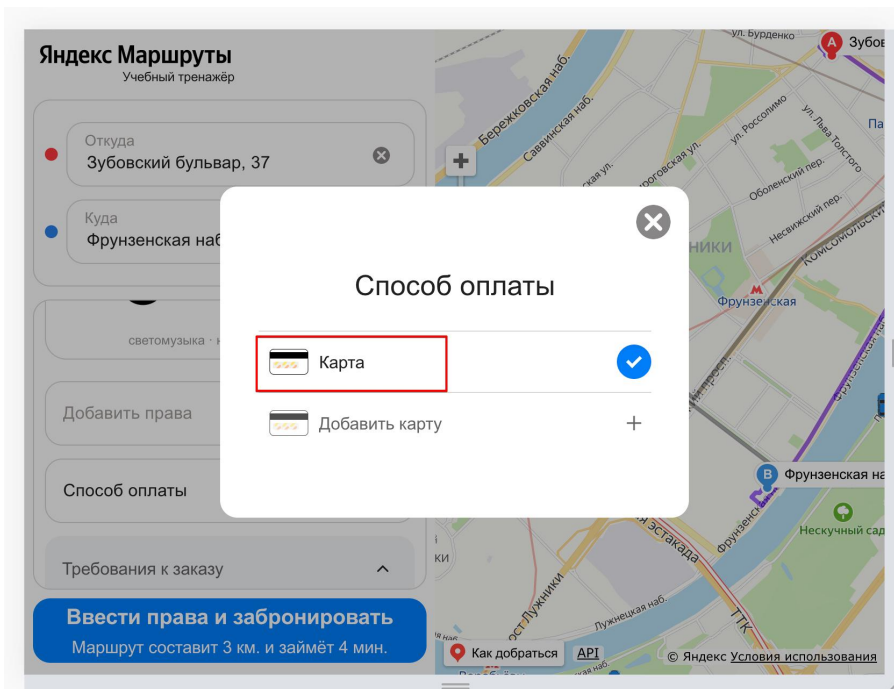 Яндекс Маршруты
Учебный тренажёр
Откуда
Зубовский бульвар, 37
Куда
Фрунзенская наб
светомузыка
Добавить права
Способ оплаты
Требования к заказу
Ввести права и забронировать
Маршрут составит 3 км. и займёт 4 мин.
Способ оплаты
Карта
Добавить карту
ул. Бурденко
A Зубов
Бережковская наб.
Саввинская наб.
ул. Россолимо
ул. Льва Толстого
Оболенский пер.
Несвижский пер.
Фрунзенская
B Фрунзенская на
Нескучный сад
Лужнецкая наб.
ТТК
Как добраться
API
© Яндекс Условия использования